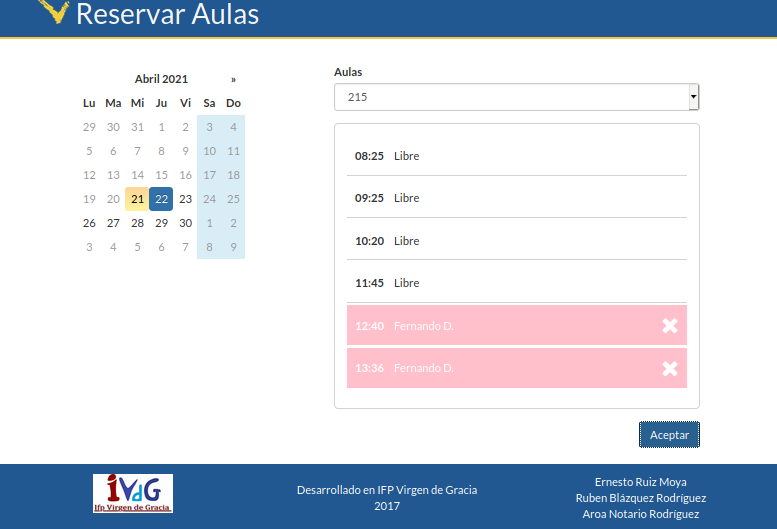 Reservar Aulas
Abril 2021 »
Lu Ma Mi Ju Vi Sa Do
29 30 31 1 2 3 4
5 6 7 8 9 10 11
12 13 14 15 16 17 18
19 20 21 22 23 24 25
26 27 28 29 30 1 2
3 4 5 6 7 8 9
Aulas
215
08:25 Libre
09:25 Libre
10:20 Libre
11:45 Libre
12:40 Fernando D.
13:36 Fernando D.
Aceptar
iVdG
Ifp Virgen de Gracia
Desarrollado en IFP Virgen de Gracia
2017
Ernesto Ruiz Moya
Ruben Blázquez Rodríguez
Aroa Notario Rodríguez